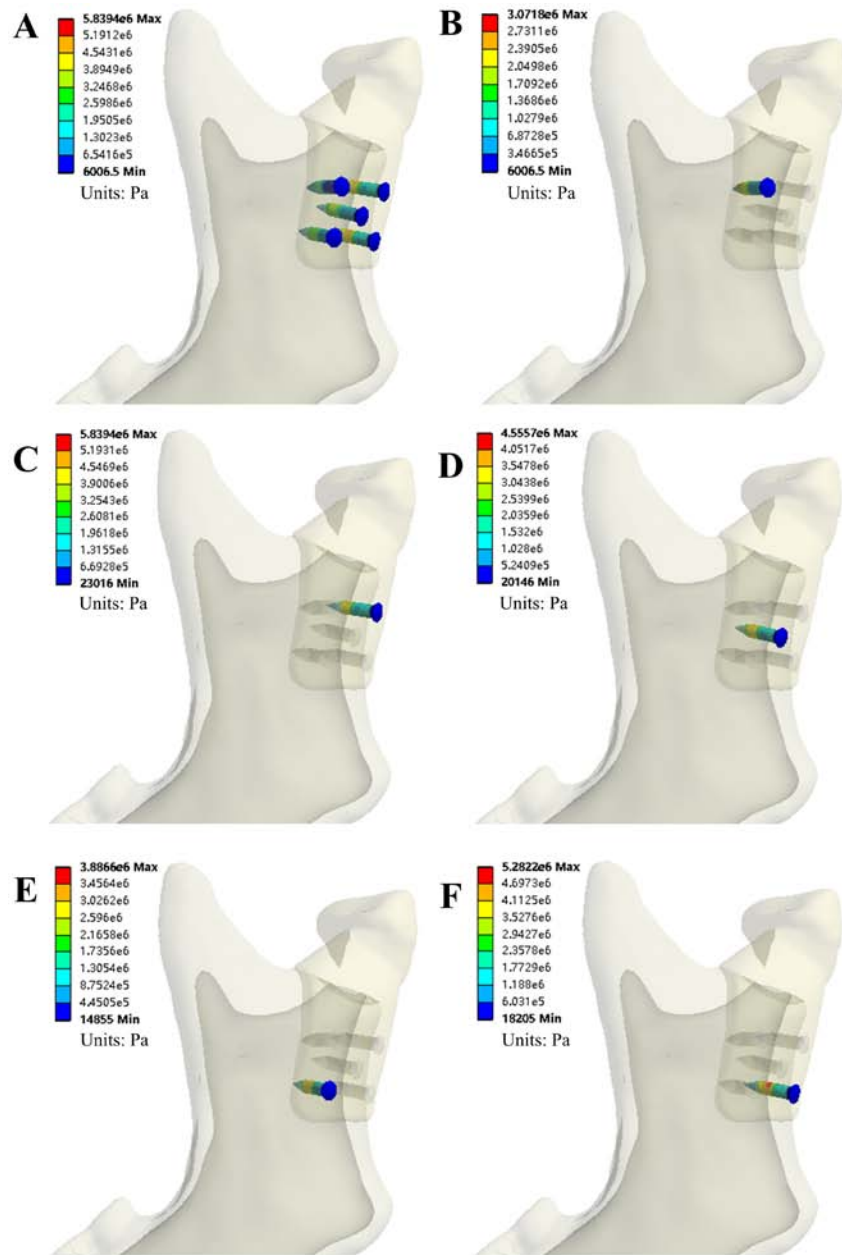 A
5.8394e6 Max
5.1912e6
4.5431e6
3.8949e6
3.2468e6
2.5986e6
1.9505e6
1.3023e6
6.5416e5
6006.5 Min
Units: Pa
B
3.0718e6 Max
2.7311e6
2.3905e6
2.0498e6
1.7092e6
1.3686e6
1.0279e6
6.8728e5
3.4665e5
6006.5 Min
Units: Pa
C
5.8394e6 Max
5.1931e6
4.5469e6
3.9006e6
3.2543e6
2.6081e6
1.9618e6
1.3155e6
6.6928e5
23016 Min
Units: Pa
D
4.5557e6 Max
4.0517e6
3.5478e6
3.0438e6
2.5399e6
2.0359e6
1.532e6
1.028e6
5.2409e5
20146 Min
Units: Pa
E
3.8866e6 Max
3.4564e6
3.0262e6
2.596e6
2.1658e6
1.7356e6
1.3054e6
8.7524e5
4.4505e5
14855 Min
Units: Pa
F
5.2822e6 Max
4.6973e6
4.1125e6
3.5276e6
2.9427e6
2.3578e6
1.7729e6
1.188e6
6.031e5
18205 Min
Units: Pa